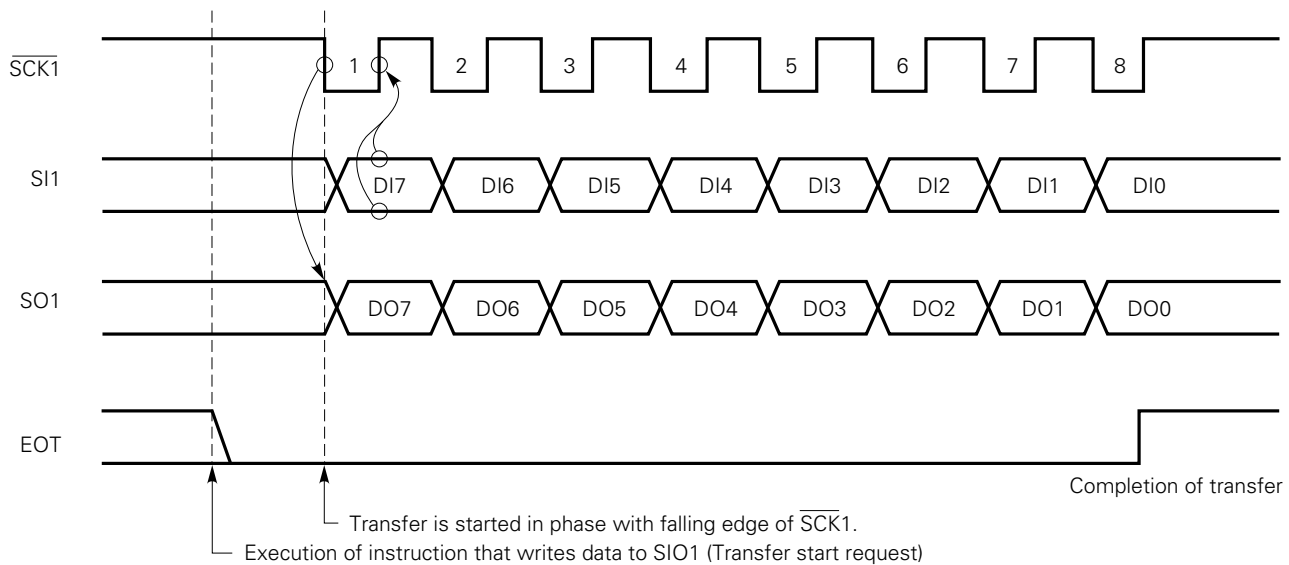 SCK1 1 2 3 4 5 6 7 8
SI1 DI7 DI6 DI5 DI4 DI3 DI2 DI1 DI0
SO1 DO7 DO6 DO5 DO4 DO3 DO2 DO1 DO0
EOT
Completion of transfer
Transfer is started in phase with falling edge of SCK1.
Execution of instruction that writes data to SIO1 (Transfer start request)